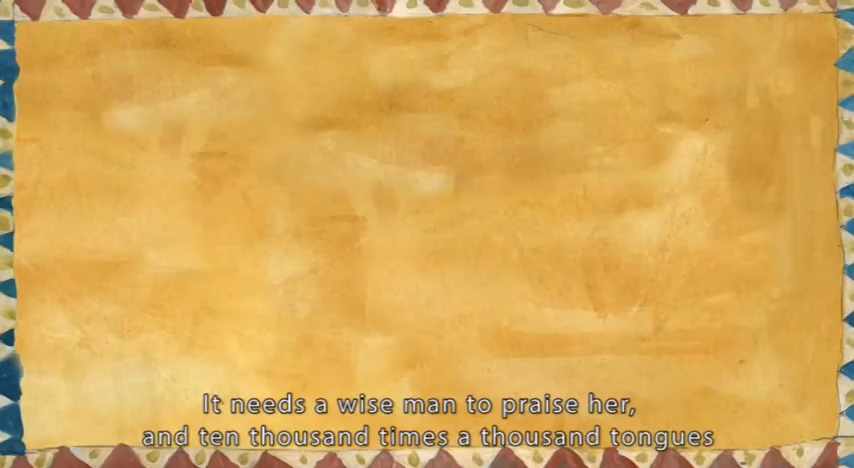 It needs a wise man to praise her,
and ten thousand times a thousand tongues